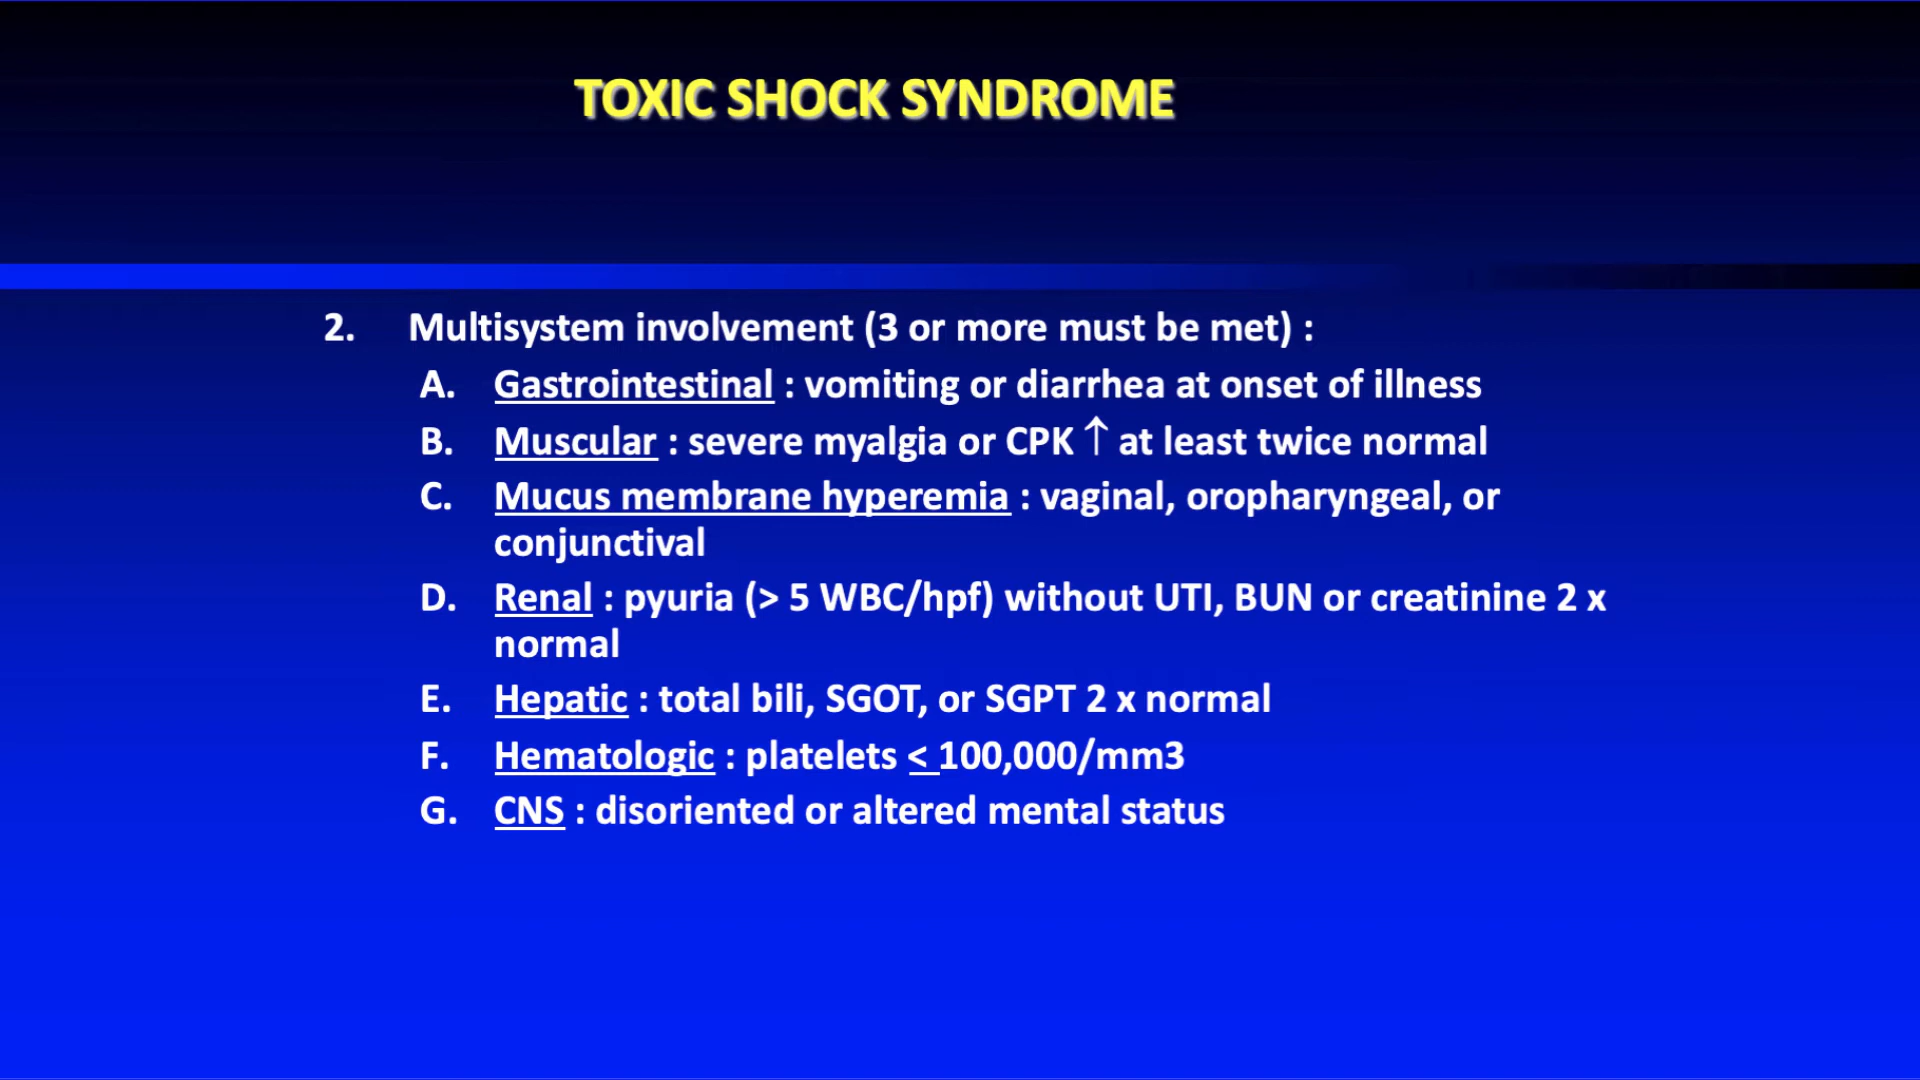 TOXIC SHOCK SYNDROME
2. Multisystem involvement (3 or more must be met) :
A. Gastrointestinal : vomiting or diarrhea at onset of illness
B. Muscular : severe myalgia or CPK ↑ at least twice normal
C. Mucus membrane hyperemia : vaginal, oropharyngeal, or
conjunctival
D. Renal : pyuria (> 5 WBC/hpf) without UTI, BUN or creatinine 2 x
normal
E. Hepatic : total bili, SGOT, or SGPT 2 x normal
F. Hematologic : platelets < 100,000/mm3
G. CNS : disoriented or altered mental status